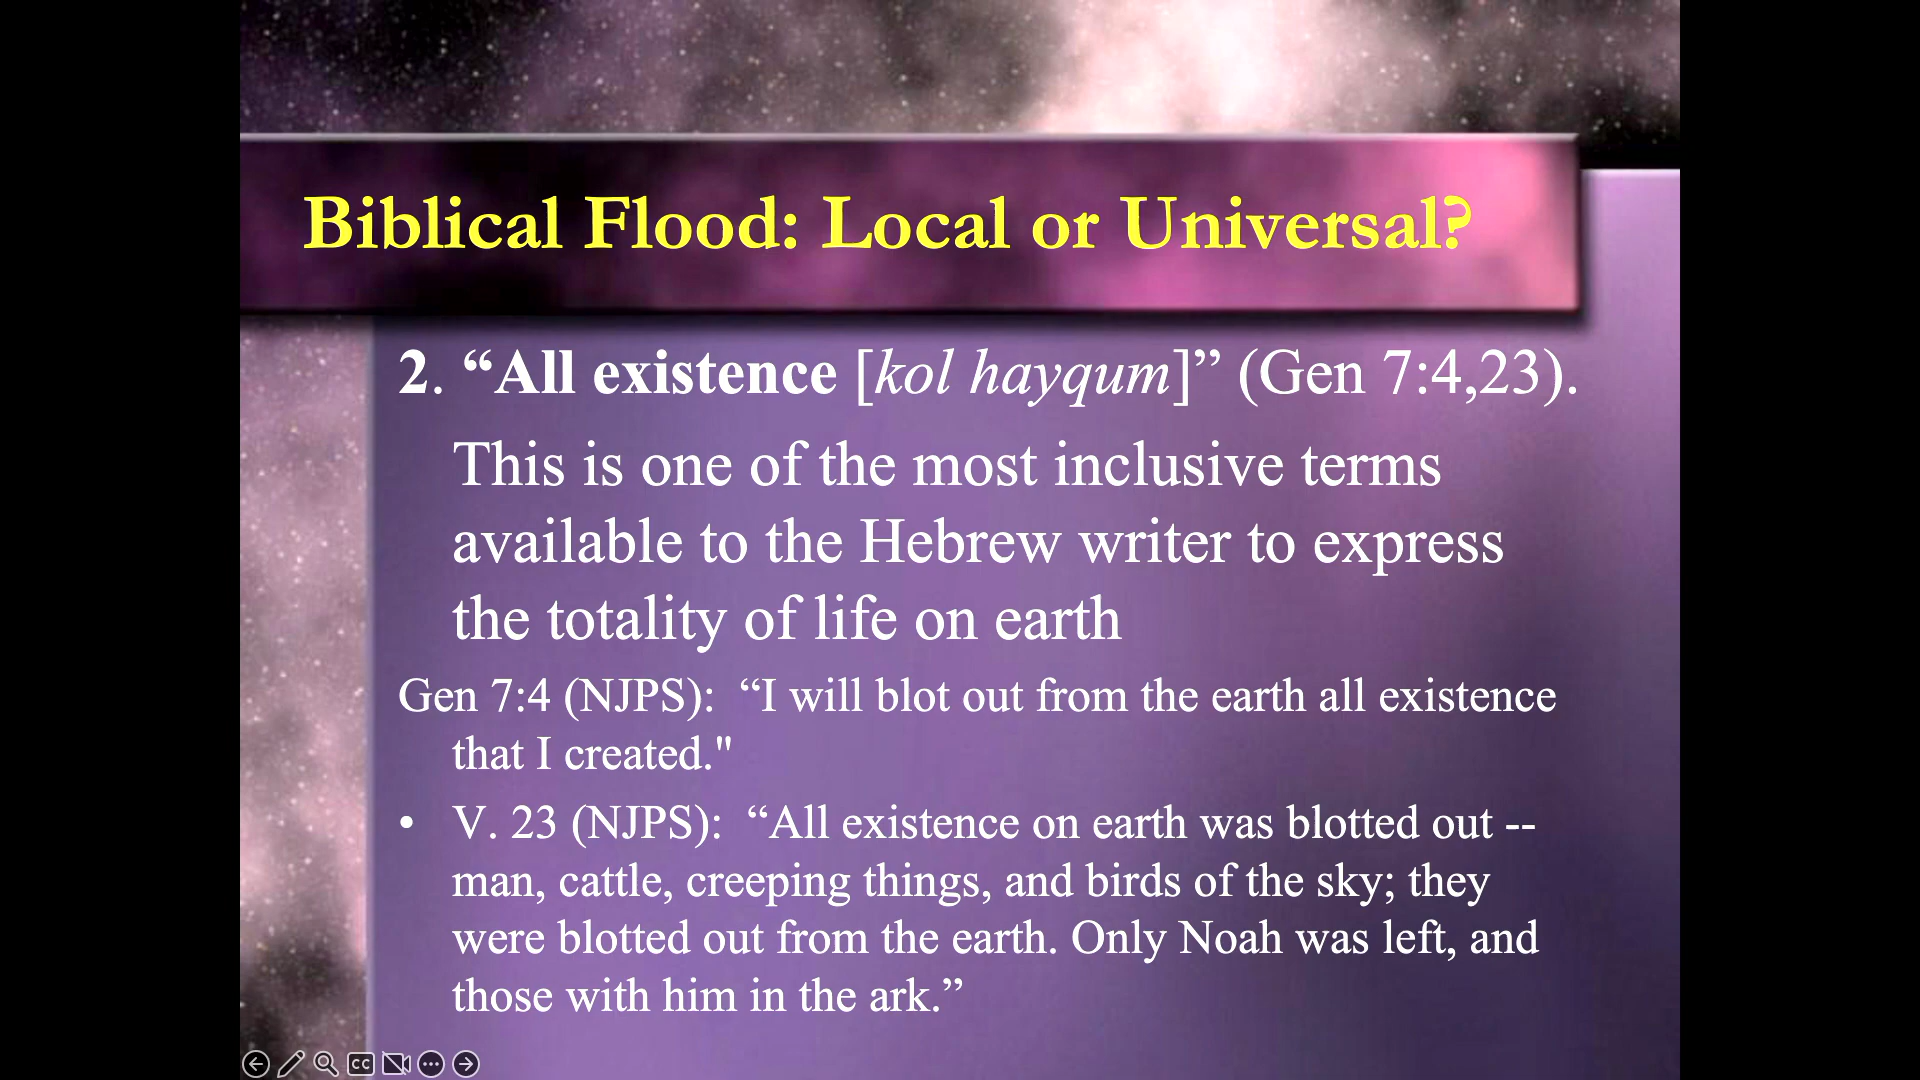 Biblical Flood: Local or Universal?
2. “All existence [kol hayqum]” (Gen 7:4,23).
This is one of the most inclusive terms
available to the Hebrew writer to express
the totality of life on earth
Gen 7:4 (NJPS): “I will blot out from the earth all existence
that I created."
• V. 23 (NJPS): “All existence on earth was blotted out --
man, cattle, creeping things, and birds of the sky; they
were blotted out from the earth. Only Noah was left, and
those with him in the ark.”
CC